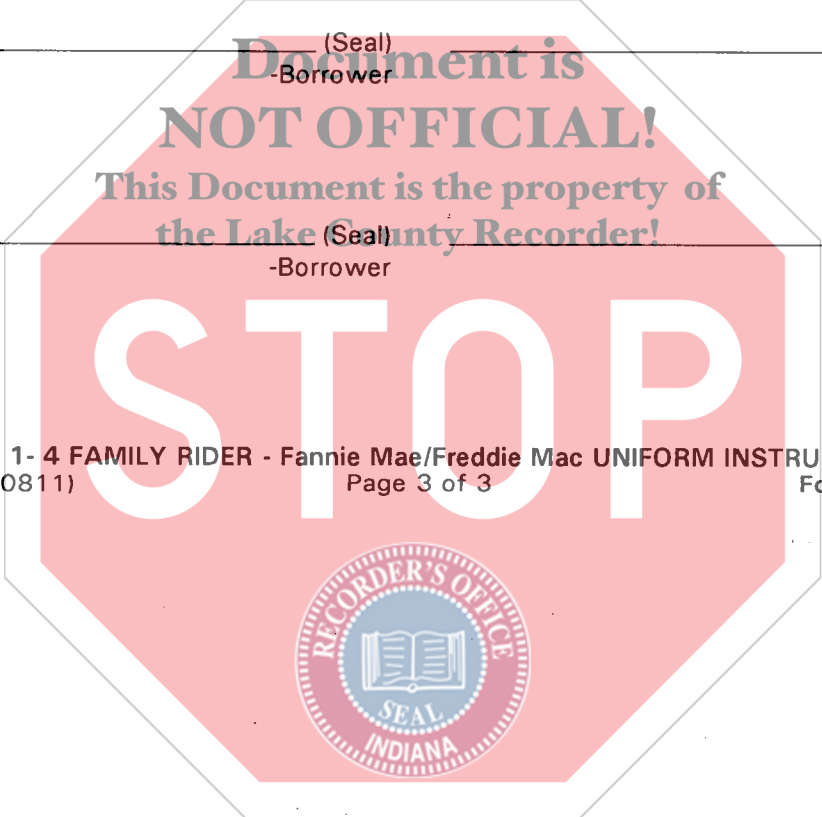 (Seal)
Document is
-Borrower
NOT OFFICIAL!
This Document is the property of
the Lake County Recorder!
(Seal)
-Borrower
STOP
1- 4 FAMILY RIDER - Fannie Mae/Freddie Mac UNIFORM INSTRU
0811)
Page 3 of 3
Fo
RECORDER'S OFFICE
SEAL
INDIANA